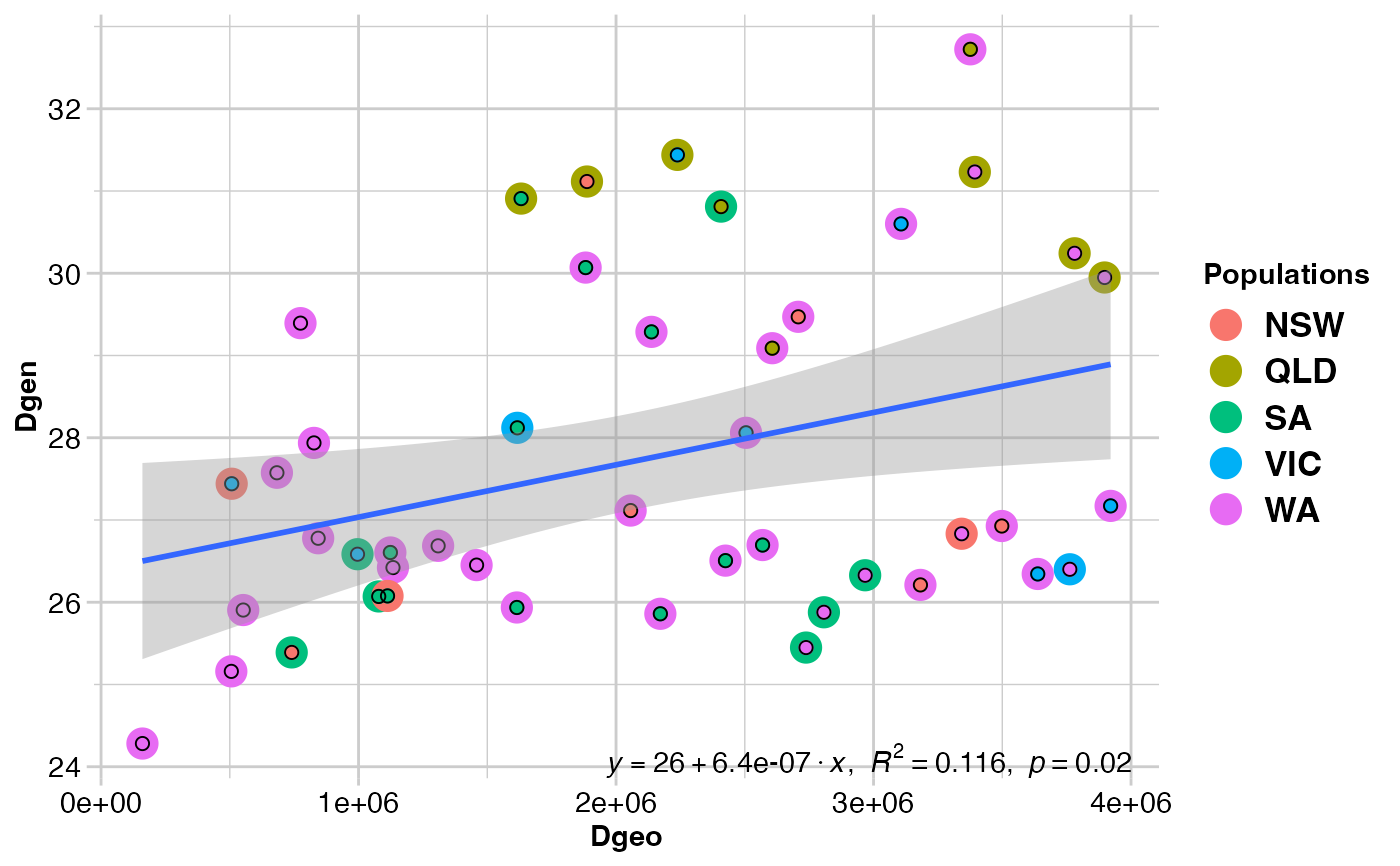 32
30
28
26
24
Dgen
y = 26 + 6.4e-07 · x, R² = 0.116, p = 0.02
0e+00 1e+06 2e+06 3e+06 4e+06
Dgeo
Populations
NSW
QLD
SA
VIC
WA